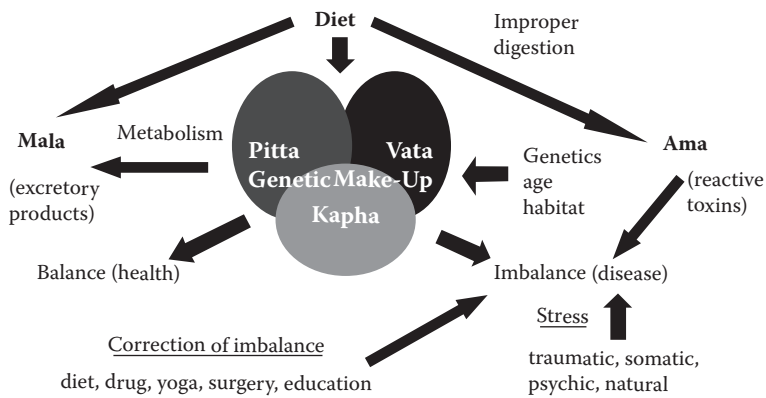 Diet
Improper
digestion
Mala
Metabolism
(excretory
products)
Pitta
Vata
Genetic Make-Up
Kapha
Genetics
age
habitat
Ama
(reactive
toxins)
Balance (health)
Imbalance (disease)
Correction of imbalance
diet, drug, yoga, surgery, education
Stress
traumatic, somatic,
psychic, natural